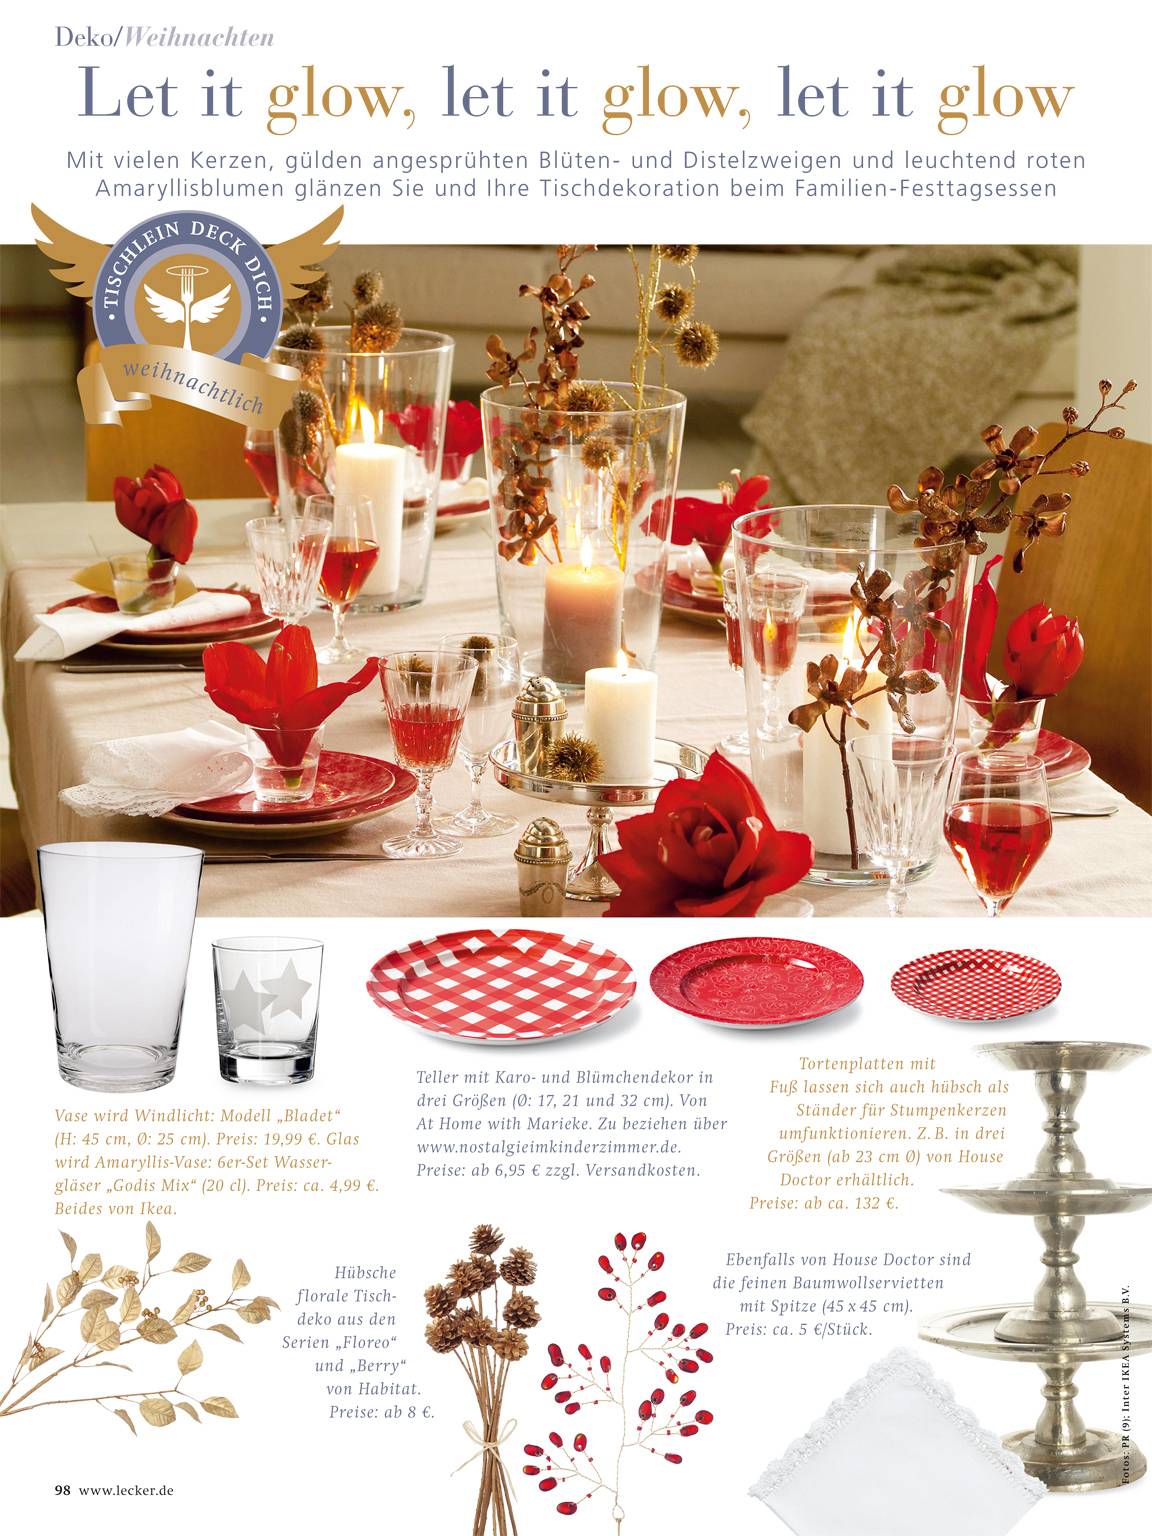 Deko/Weihnachten
Let it glow, let it glow, let it glow
Mit vielen Kerzen, gülden angesprühten Blüten- und Distelzweigen und leuchtend roten
Amaryllisblumen glänzen Sie und Ihre Tischdekoration beim Familien-Festtagsessen
• TISCHLEIN DECK DICH •
weihnachtlich
Vase wird Windlicht: Modell „Bladet“
(H: 45 cm, Ø: 25 cm). Preis: 19,99 €. Glas
wird Amaryllis-Vase: 6er-Set Wasser-
gläser „Godis Mix“ (20 cl). Preis: ca. 4,99 €.
Beides von Ikea.
Teller mit Karo- und Blümchendekor in
drei Größen (Ø: 17, 21 und 32 cm). Von
At Home with Marieke. Zu beziehen über
www.nostalgieimkinderzimmer.de.
Preise: ab 6,95 € zzgl. Versandkosten.
Tortenplatten mit
Fuß lassen sich auch hübsch als
Ständer für Stumpenkerzen
umfunktionieren. Z. B. in drei
Größen (ab 23 cm Ø) von House
Doctor erhältlich.
Preise: ab ca. 132 €.
Hübsche
florale Tisch-
deko aus den
Serien „Floreo“
und „Berry“
von Habitat.
Preise: ab 8 €.
Ebenfalls von House Doctor sind
die feinen Baumwollservietten
mit Spitze (45 x 45 cm).
Preis: ca. 5 €/Stück.
Fotos: PR (9); Inter IKEA Systems B.V.
98 www.lecker.de